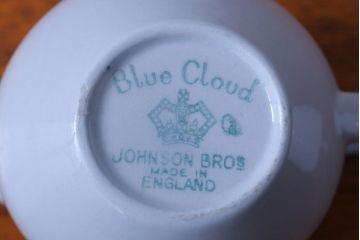 Blue Cloud
JOHNSON BROS
MADE IN
ENGLAND